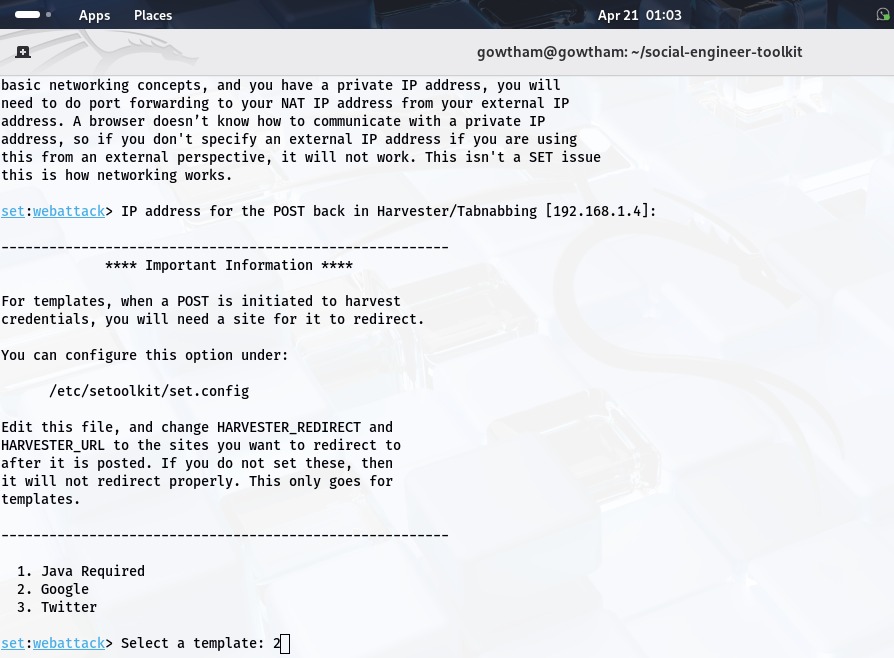 Apps Places Apr 21 01:03
gowtham@gowtham: ~/social-engineer-toolkit
basic networking concepts, and you have a private IP address, you will
need to do port forwarding to your NAT IP address from your external IP
address. A browser doesn’t know how to communicate with a private IP
address, so if you don't specify an external IP address if you are using
this from an external perspective, it will not work. This isn't a SET issue
this is how networking works.
set:webattack> IP address for the POST back in Harvester/Tabnabbing [192.168.1.4]:
--------------------------------------------------------
**** Important Information ****
For templates, when a POST is initiated to harvest
credentials, you will need a site for it to redirect.
You can configure this option under:
/etc/setoolkit/set.config
Edit this file, and change HARVESTER_REDIRECT and
HARVESTER_URL to the sites you want to redirect to
after it is posted. If you do not set these, then
it will not redirect properly. This only goes for
templates.
--------------------------------------------------------
1. Java Required
2. Google
3. Twitter
set:webattack> Select a template: 2